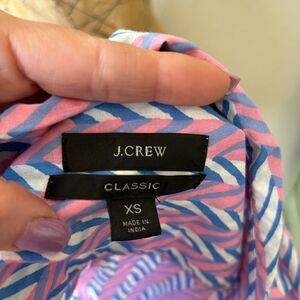 J.CREW
CLASSIC
XS
MADE IN
INDIA